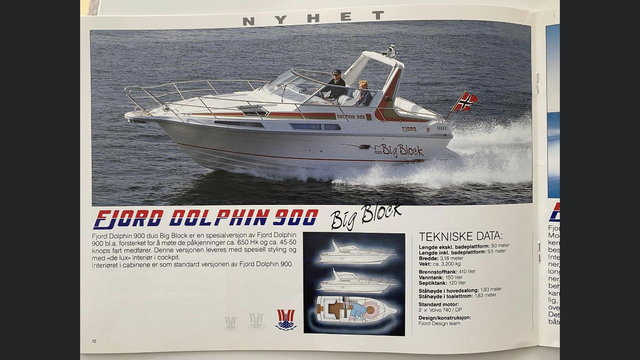 NYHET
DOLPHIN 900
FJORD
Big Block
FJORD DOLPHIN 900 Big Block
Fjord Dolphin 900 duo Big Block er en spesialversjon av Fjord Dolphin
900 bl.a. forsterket for å møte de påkjenninger ca. 650 Hk og ca. 45-50
knops fart medfører. Denne versjonen leveres med spesiell styling og
med «de lux» interiør i cockpit.
Interiøret i cabinene er som standard versjonen av Fjord Dolphin 900.
TEKNISKE DATA:
Lengde ekskl. badeplattform: 9,0 meter
Lengde inkl. badeplattform: 9,5 meter
Bredde: 3,18 meter
Vekt: ca. 3.200 kg
Brennstofftank: 410 liter
Vanntank: 150 liter
Septiktank: 120 liter
Ståhøyde i hovedsalong: 1,83 meter
Ståhøyde i toalettrom: 1,83 meter
Standard motor:
2 x Volvo 740 / DP
Design/konstruksjon:
Fjord Design team
12